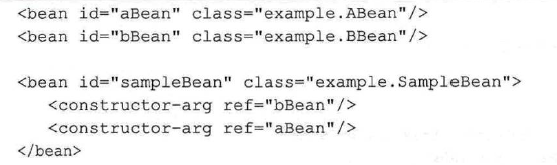 <bean id="aBean" class="example.ABean"/>
<bean id="bBean" class="example.BBean"/>
<bean id="sampleBean" class="example.SampleBean">
<constructor-arg ref="bBean"/>
<constructor-arg ref="aBean"/>
</bean>